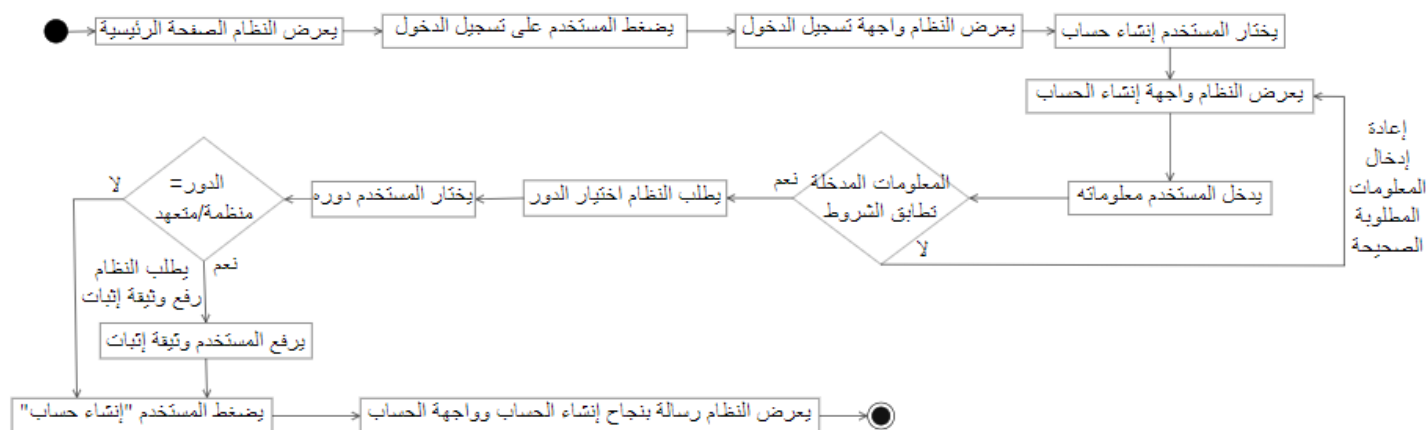 يعرض النظام الصفحة الرئيسية
يضغط المستخدم على تسجيل الدخول
يعرض النظام واجهة تسجيل الدخول
يختار المستخدم إنشاء حساب
يعرض النظام واجهة إنشاء الحساب
إعادة
إدخال
المعلومات
المطلوبة
الصحيحة
يدخل المستخدم معلوماته
المعلومات المدخلة
تطابق الشروط
نعم
لا
يطلب النظام اختيار الدور
يختار المستخدم دوره
الدور=
منظمة/متعهد
لا
نعم
يطلب النظام
رفع وثيقة إثبات
يرفع المستخدم وثيقة إثبات
يضغط المستخدم "إنشاء حساب"
يعرض النظام رسالة بنجاح إنشاء الحساب وواجهة الحساب